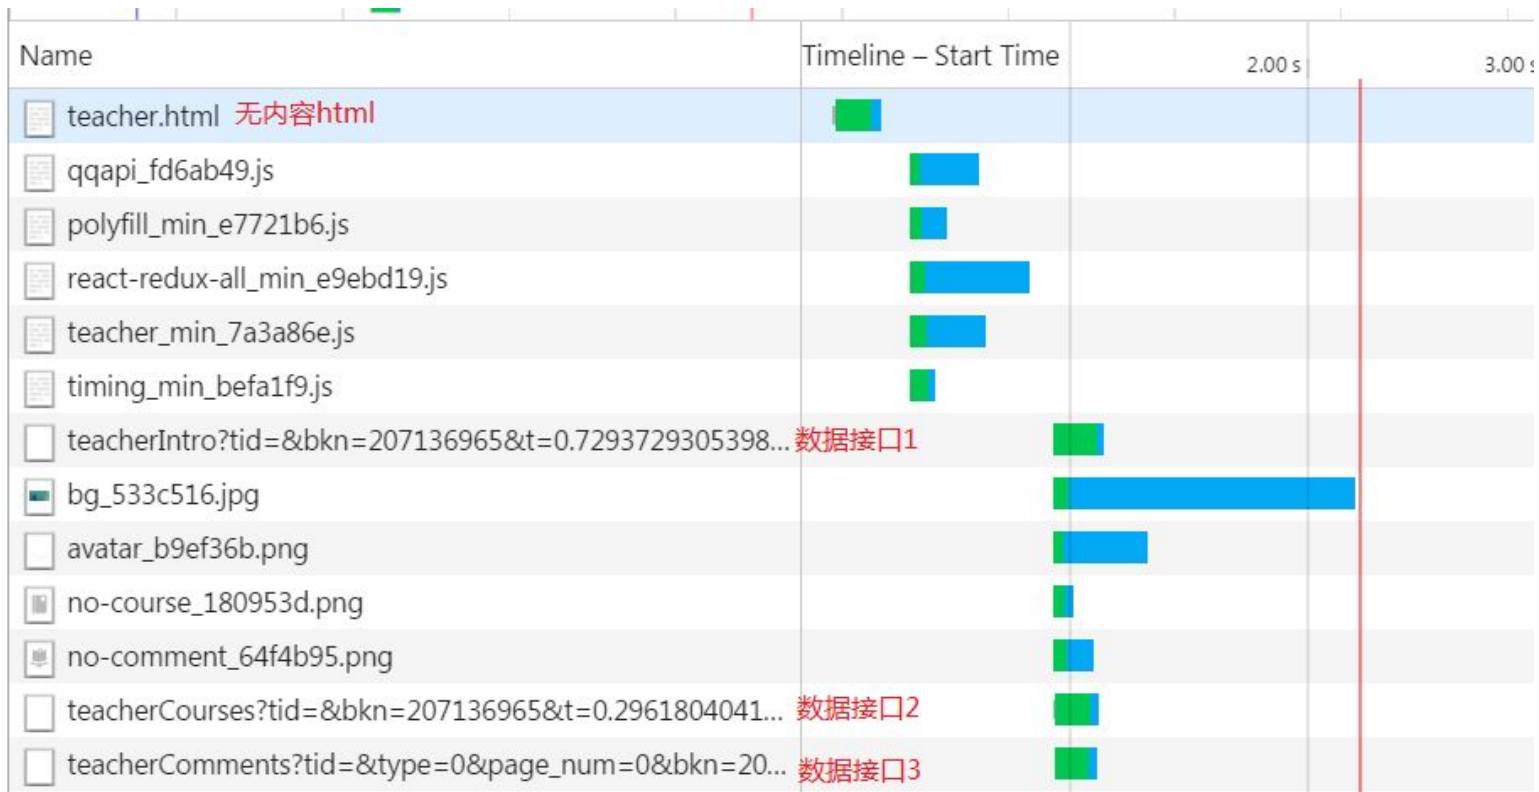 Name Timeline – Start Time 2.00 s 3.00 s
teacher.html 无内容html
qqapi_fd6ab49.js
polyfill_min_e7721b6.js
react-redux-all_min_e9ebd19.js
teacher_min_7a3a86e.js
timing_min_befa1f9.js
teacherIntro?tid=&bkn=207136965&t=0.7293729305398... 数据接口1
bg_533c516.jpg
avatar_b9ef36b.png
no-course_180953d.png
no-comment_64f4b95.png
teacherCourses?tid=&bkn=207136965&t=0.2961804041... 数据接口2
teacherComments?tid=&type=0&page_num=0&bkn=20... 数据接口3